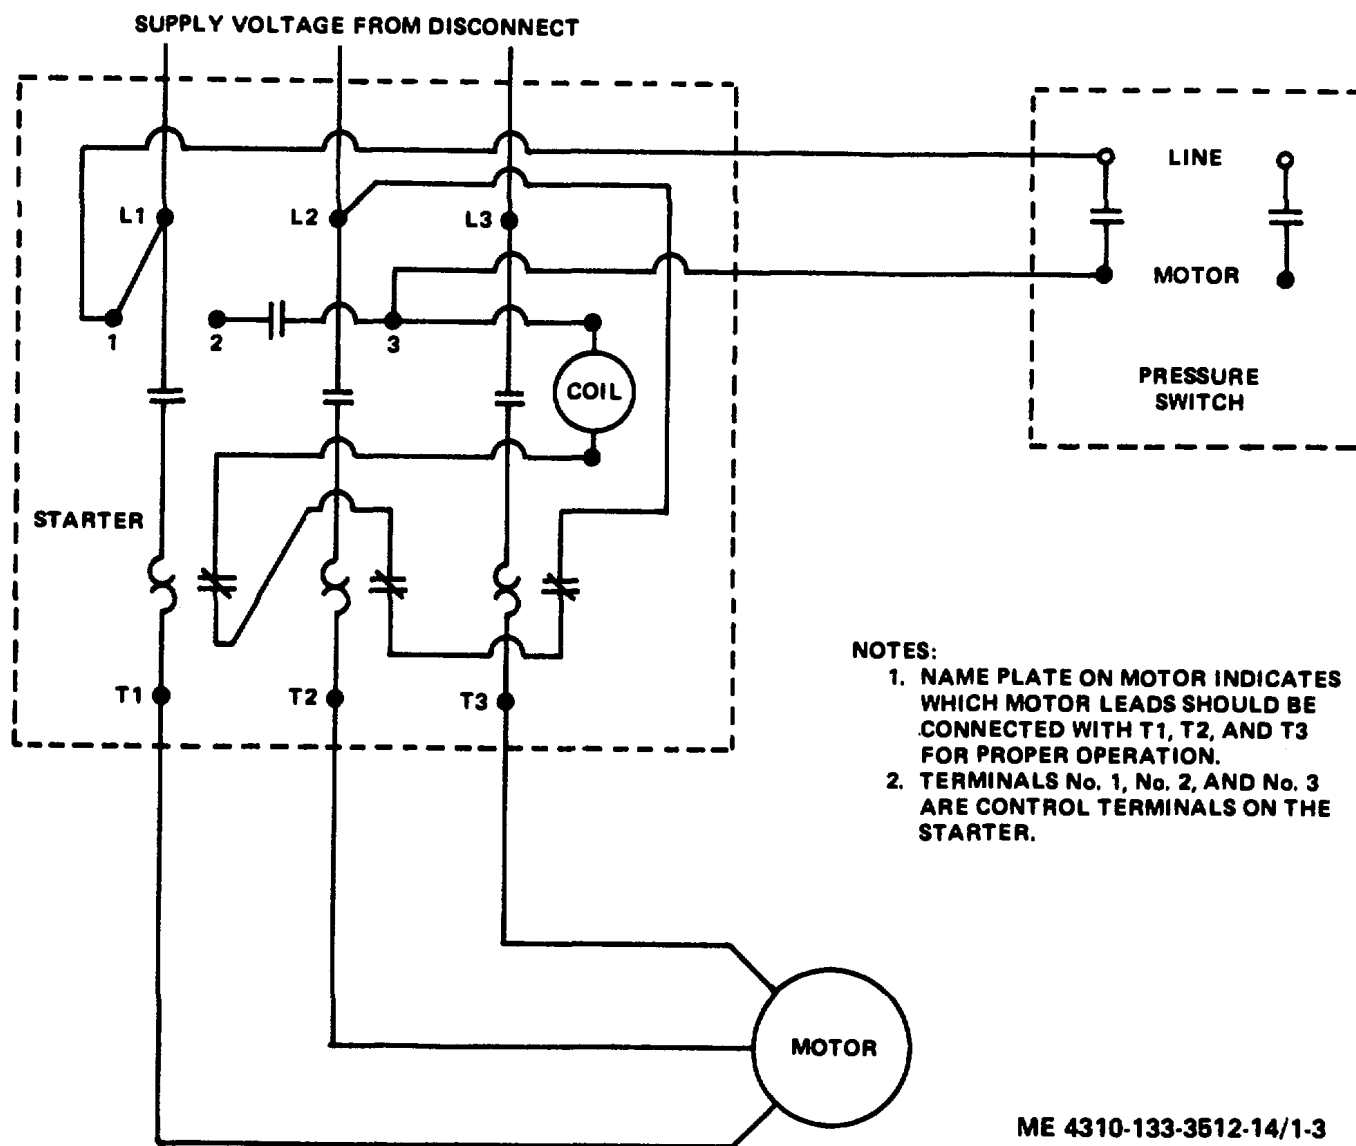 SUPPLY VOLTAGE FROM DISCONNECT
LINE
L1
L2
L3
MOTOR
1
2
3
COIL
PRESSURE
SWITCH
STARTER
T1
T2
T3
NOTES:
1. NAME PLATE ON MOTOR INDICATES
WHICH MOTOR LEADS SHOULD BE
CONNECTED WITH T1, T2, AND T3
FOR PROPER OPERATION.
2. TERMINALS No. 1, No. 2, AND No. 3
ARE CONTROL TERMINALS ON THE
STARTER.
MOTOR
ME 4310-133-3512-14/1-3